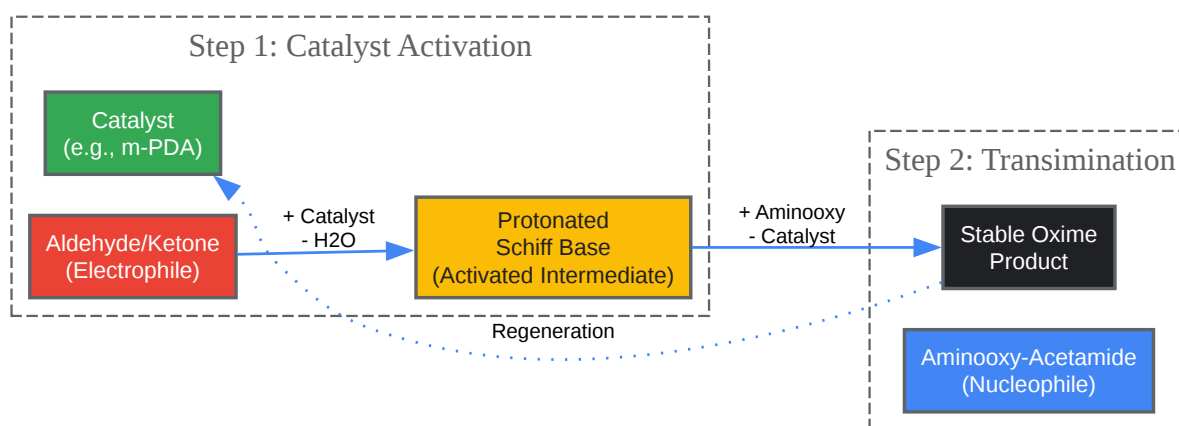 Step 1: Catalyst Activation
Catalyst
(e.g., m-PDA)
Aldehyde/Ketone
(Electrophile)
+ Catalyst
- H2O
Protonated
Schiff Base
(Activated Intermediate)
+ Aminooxy
- Catalyst
Regeneration
Step 2: Transimination
Stable Oxime
Product
Aminooxy-Acetamide
(Nucleophile)